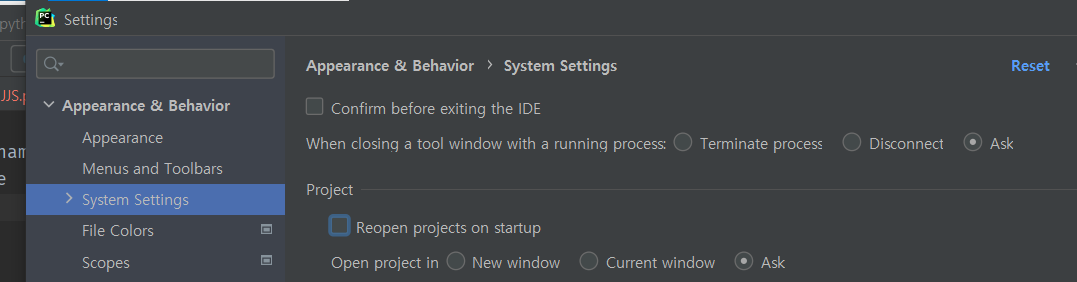 PC
Settings
pyth
Appearance & Behavior › System Settings
Reset
JJS.p
Appearance & Behavior
Confirm before exiting the IDE
Appearance
When closing a tool window with a running process: Terminate process Disconnect Ask
nam
Menus and Toolbars
e
System Settings
Project
File Colors
Reopen projects on startup
Scopes
Open project in New window Current window Ask